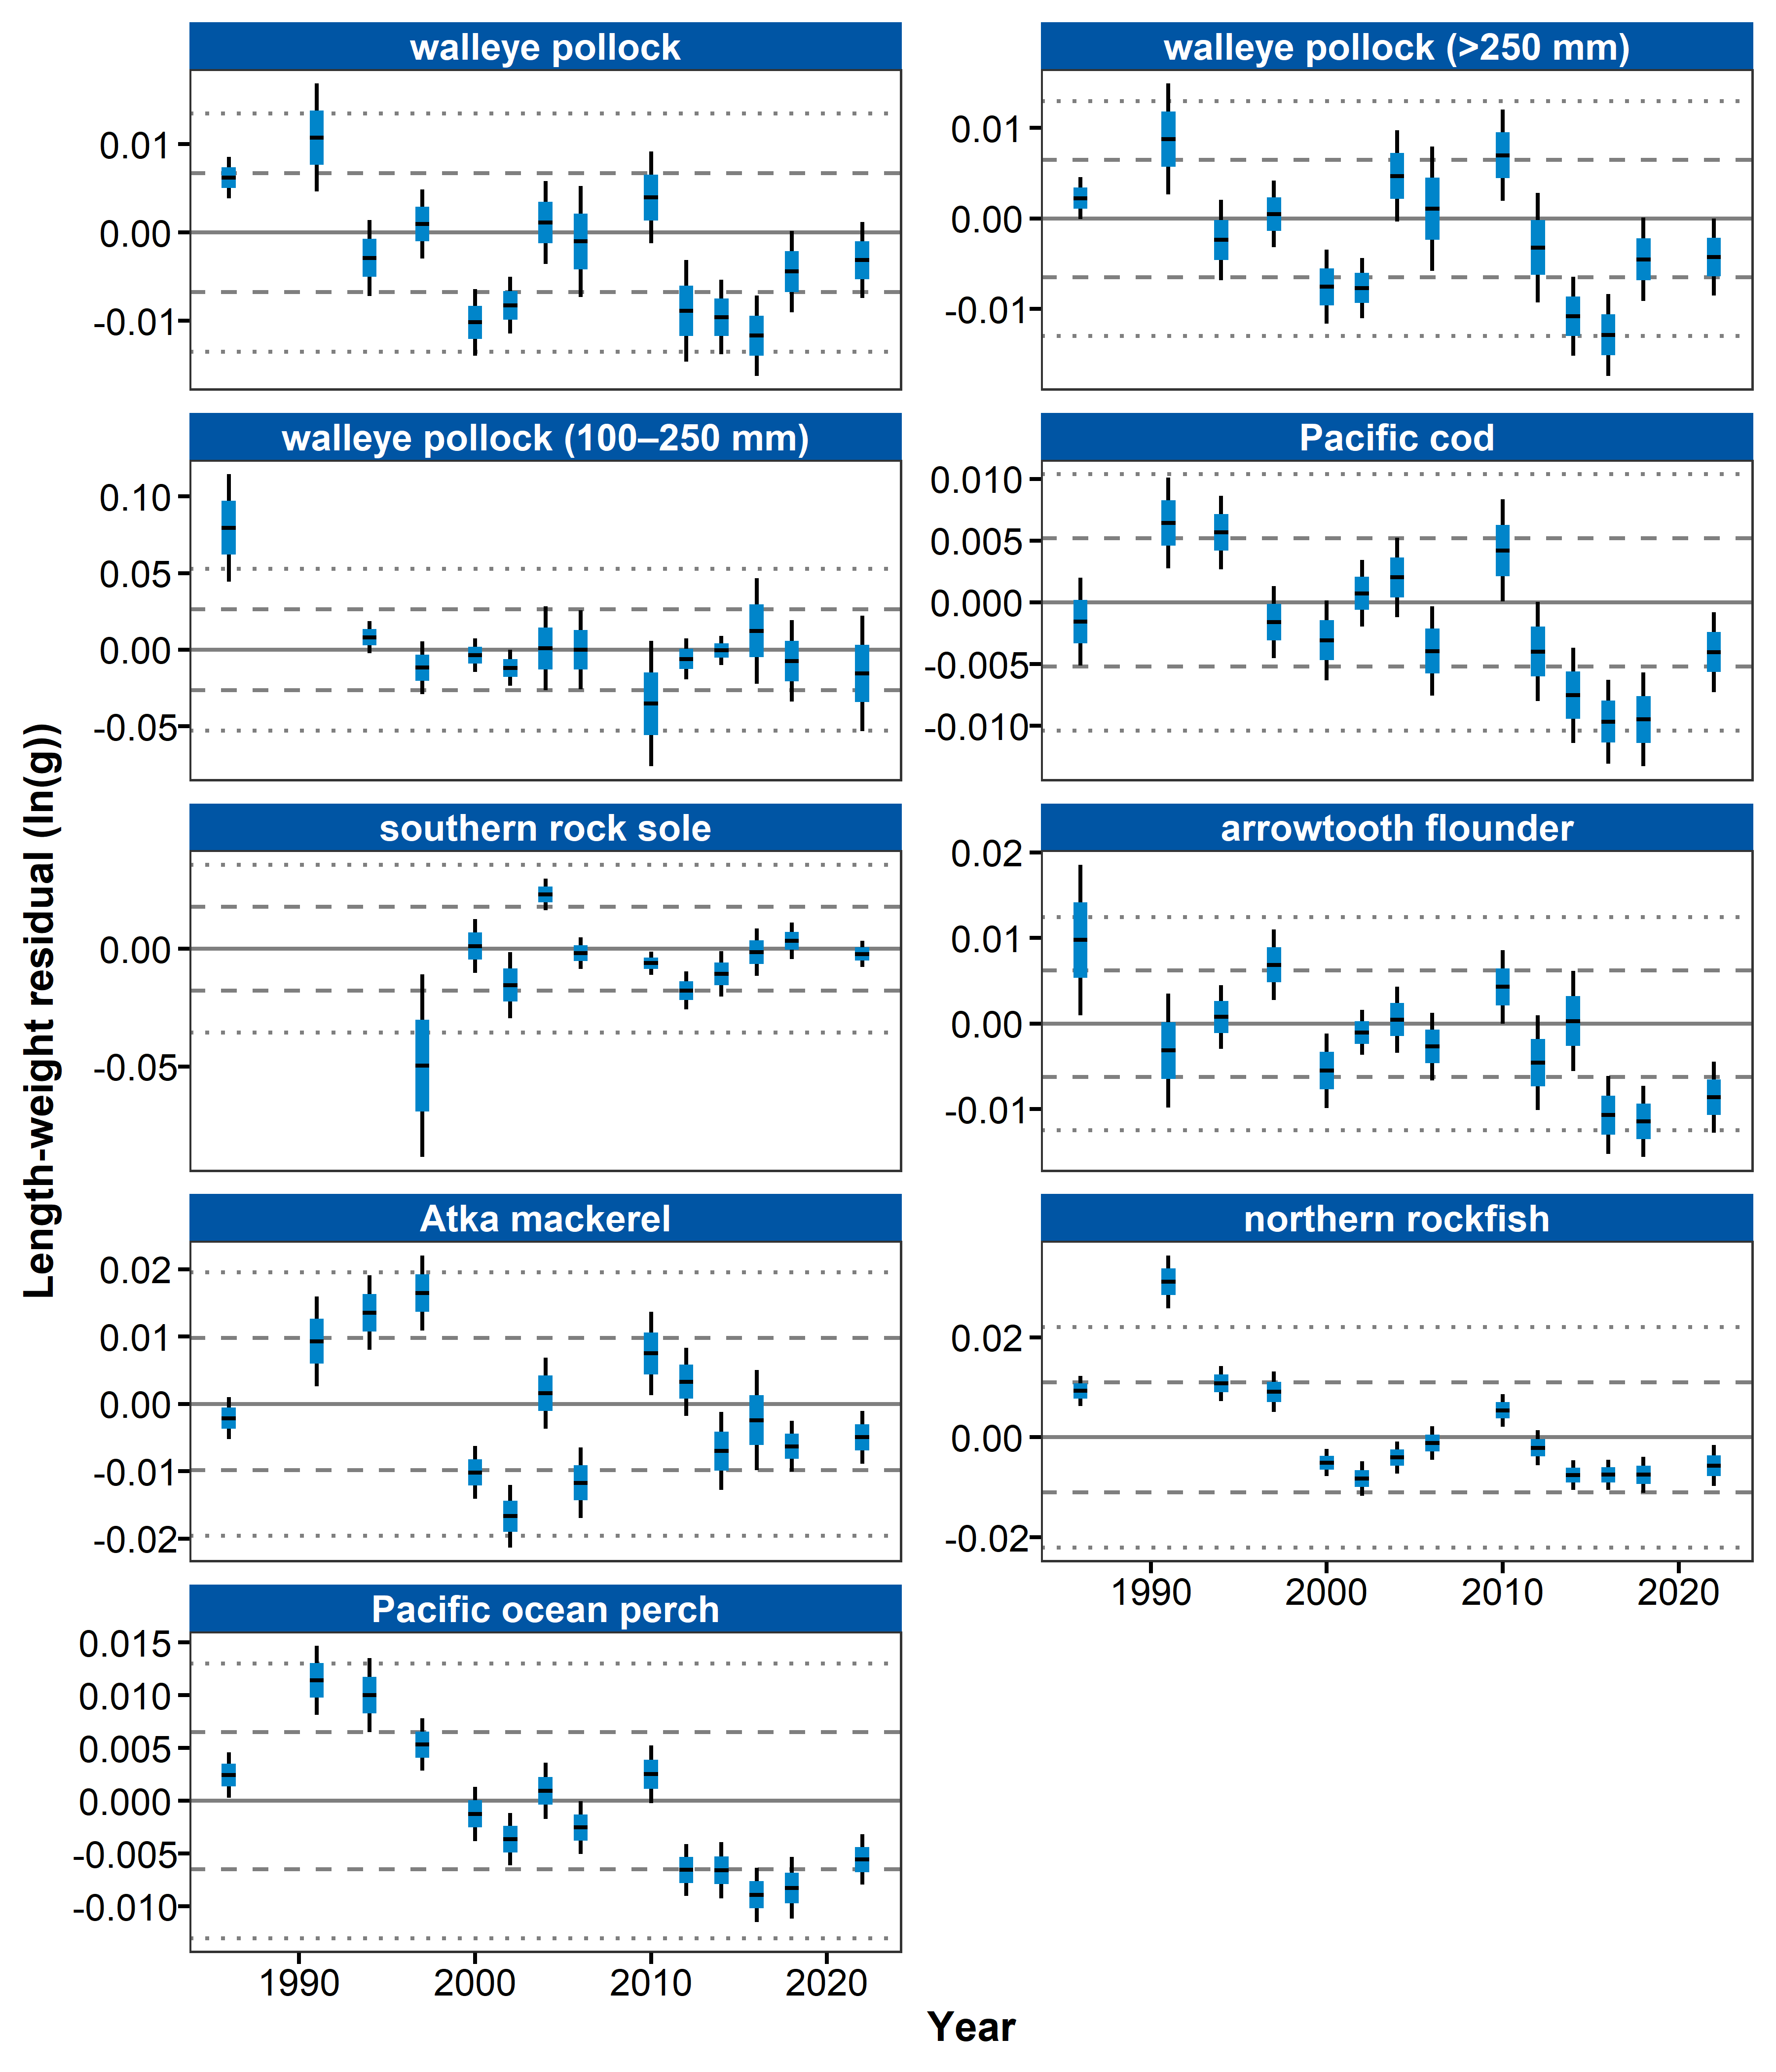 walleye pollock
walleye pollock (>250 mm)
0.01
0.00
-0.01
0.01
0.00
-0.01
walleye pollock (100–250 mm)
Pacific cod
0.10
0.05
0.00
-0.05
0.010
0.005
0.000
-0.005
-0.010
southern rock sole
arrowtooth flounder
0.00
-0.05
0.02
0.01
0.00
-0.01
Length-weight residual (ln(g))
Atka mackerel
northern rockfish
0.02
0.01
0.00
-0.01
-0.02
0.02
0.00
-0.02
1990 2000 2010 2020
Pacific ocean perch
0.015
0.010
0.005
0.000
-0.005
-0.010
1990 2000 2010 2020
Year